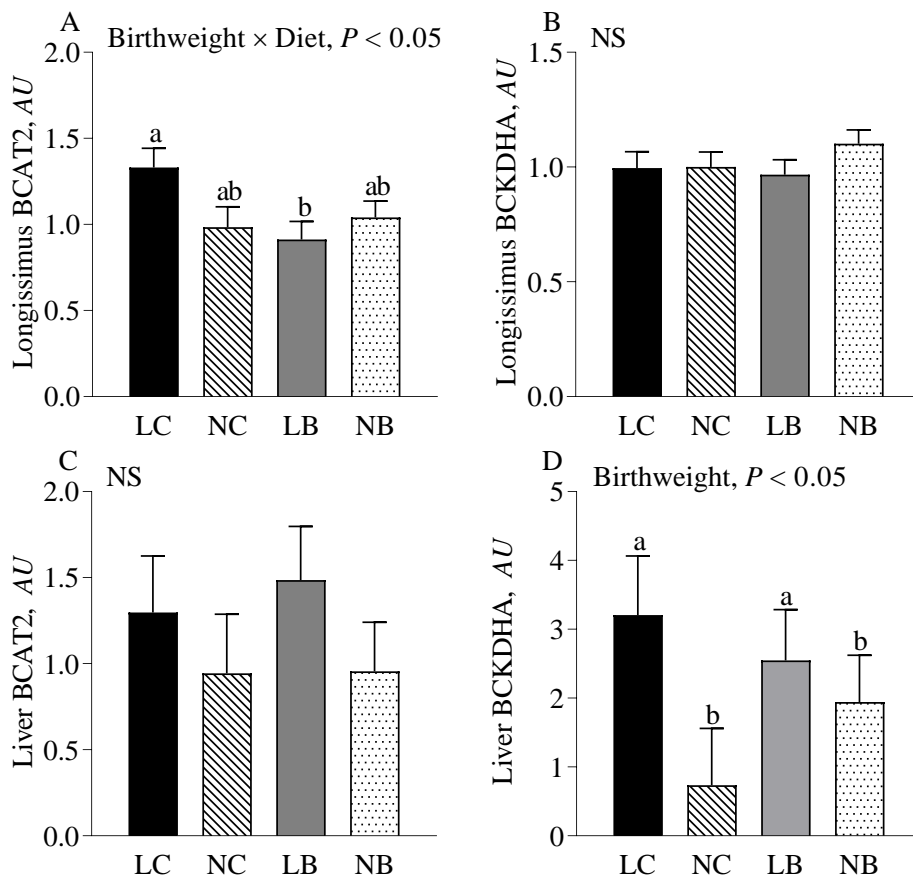 A
Birthweight × Diet, P < 0.05
Longissimus BCAT2, AU
2.0
1.5
1.0
0.5
0.0
a
ab
b
ab
LC NC LB NB
B
NS
Longissimus BCKDHA, AU
1.5
1.0
0.5
0.0
LC NC LB NB
C
NS
Liver BCAT2, AU
2.0
1.5
1.0
0.5
0.0
LC NC LB NB
D
Birthweight, P < 0.05
Liver BCKDHA, AU
5
4
3
2
1
0
a
b
a
b
LC NC LB NB